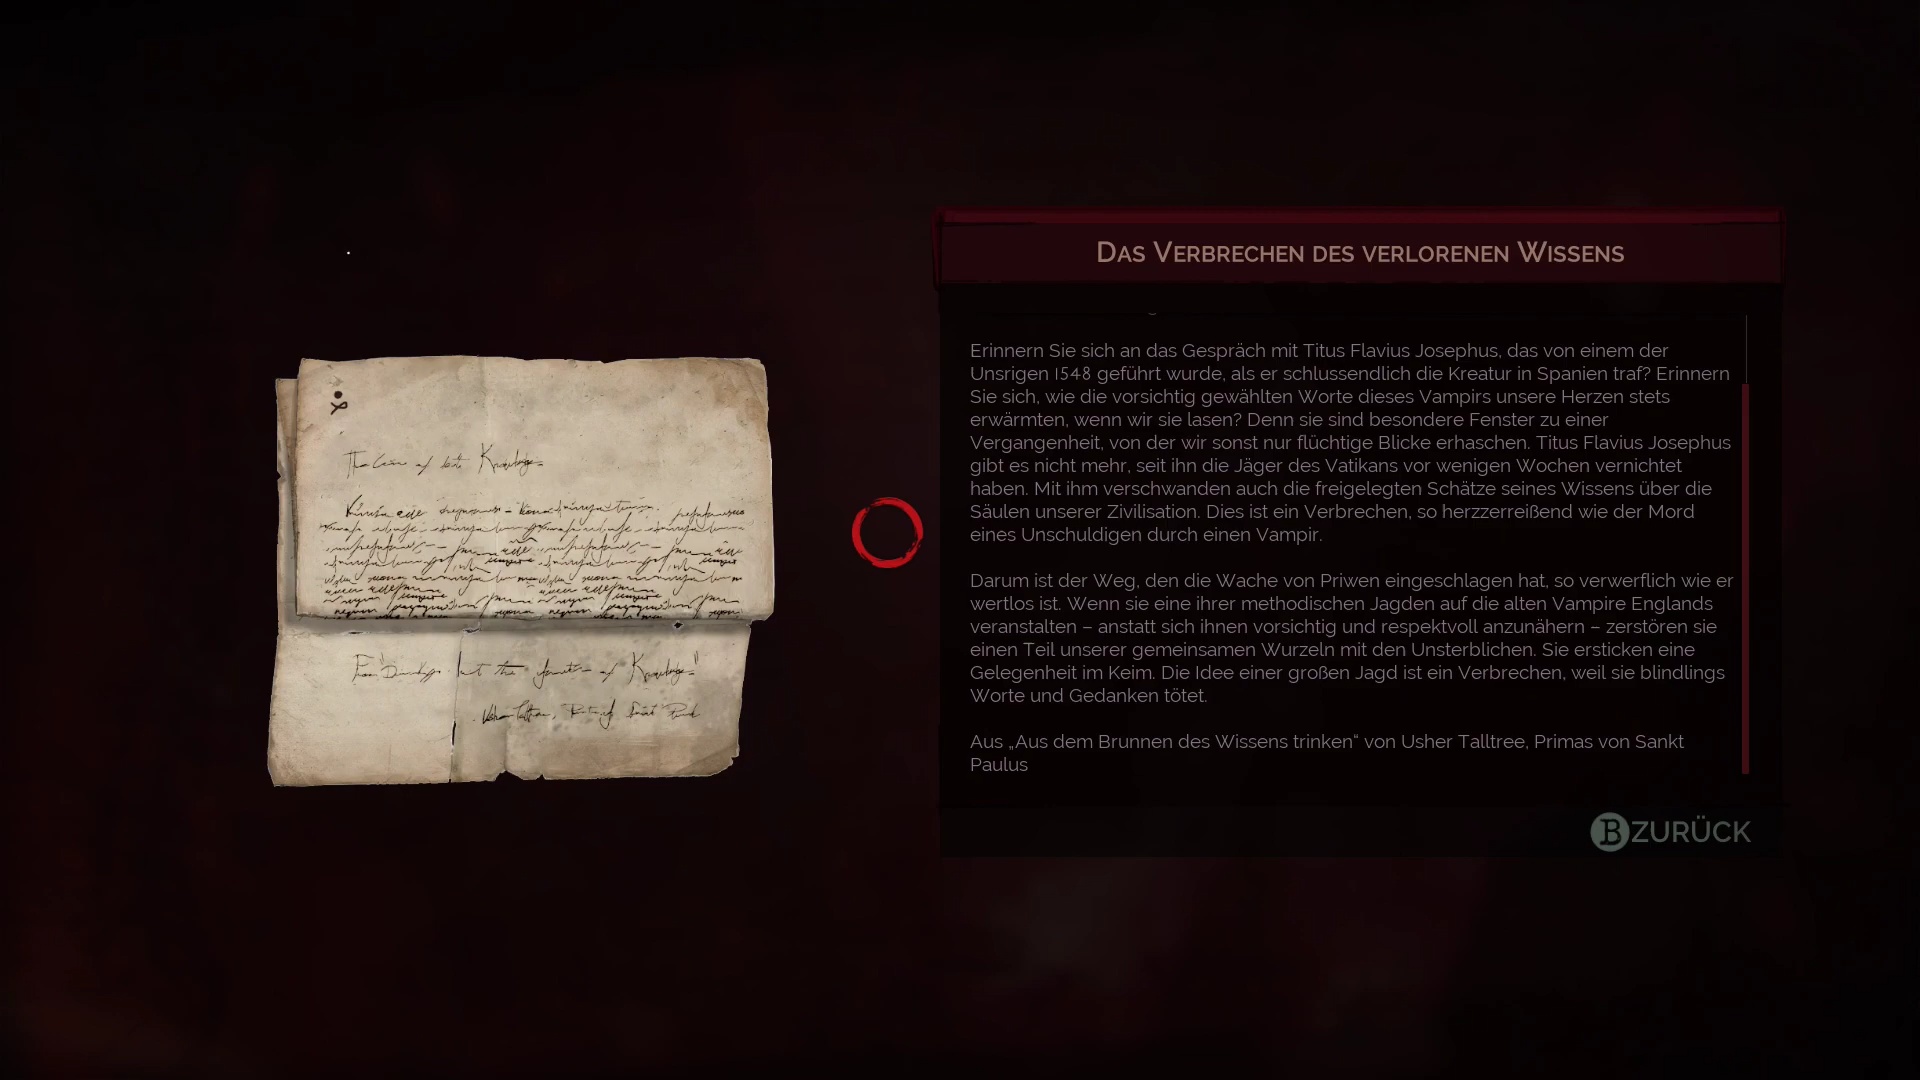 The Crime of lost Knowledge
DAS VERBRECHEN DES VERLORENEN WISSENS
Erinnern Sie sich an das Gespräch mit Titus Flavius Josephus, das von einem der
Unsrigen 1548 geführt wurde, als er schlussendlich die Kreatur in Spanien traf? Erinnern
Sie sich, wie die vorsichtig gewählten Worte dieses Vampirs unsere Herzen stets
erwärmten, wenn wir sie lasen? Denn sie sind besondere Fenster zu einer
Vergangenheit, von der wir sonst nur flüchtige Blicke erhaschen. Titus Flavius Josephus
gibt es nicht mehr, seit ihn die Jäger des Vatikans vor wenigen Wochen vernichtet
haben. Mit ihm verschwanden auch die freigelegten Schätze seines Wissens über die
Säulen unserer Zivilisation. Dies ist ein Verbrechen, so herzzerreißend wie der Mord
eines Unschuldigen durch einen Vampir.
Darum ist der Weg, den die Wache von Priwen eingeschlagen hat, so verwerflich wie er
wertlos ist. Wenn sie eine ihrer methodischen Jagden auf die alten Vampire Englands
veranstalten – anstatt sich ihnen vorsichtig und respektvoll anzunähern – zerstören sie
einen Teil unserer gemeinsamen Wurzeln mit den Unsterblichen. Sie ersticken eine
Gelegenheit im Keim. Die Idee einer großen Jagd ist ein Verbrechen, weil sie blindlings
Worte und Gedanken tötet.
Aus „Aus dem Brunnen des Wissens trinken“ von Usher Talltree, Primas von Sankt
Paulus
B ZURÜCK